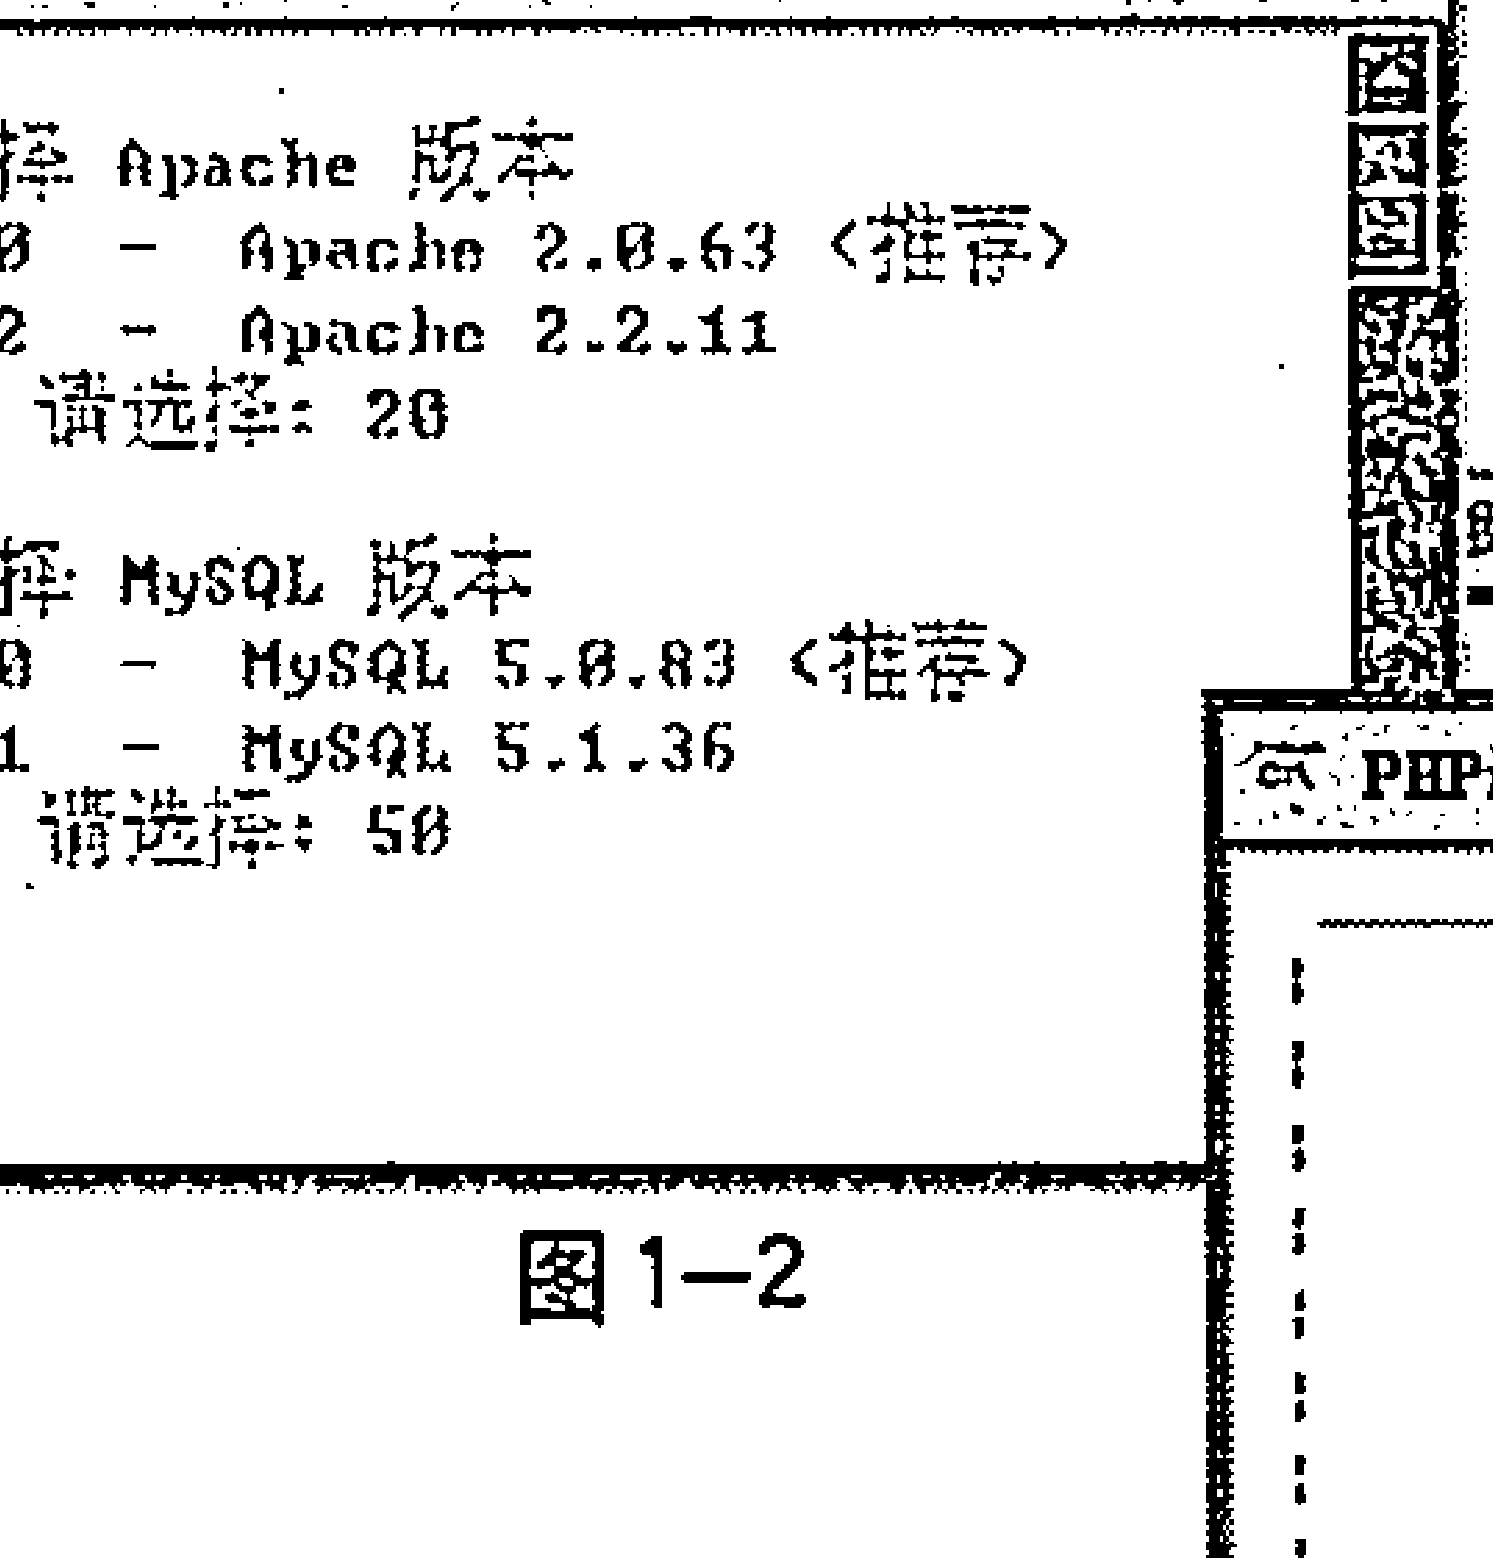 择 Apache 版本
0 - Apache 2.0.63 (推荐)
2 - Apache 2.2.11
请选择: 20
择 MySQL 版本
0 - MySQL 5.0.83 (推荐)
1 - MySQL 5.1.36
请选择: 50
PHP
图 1-2